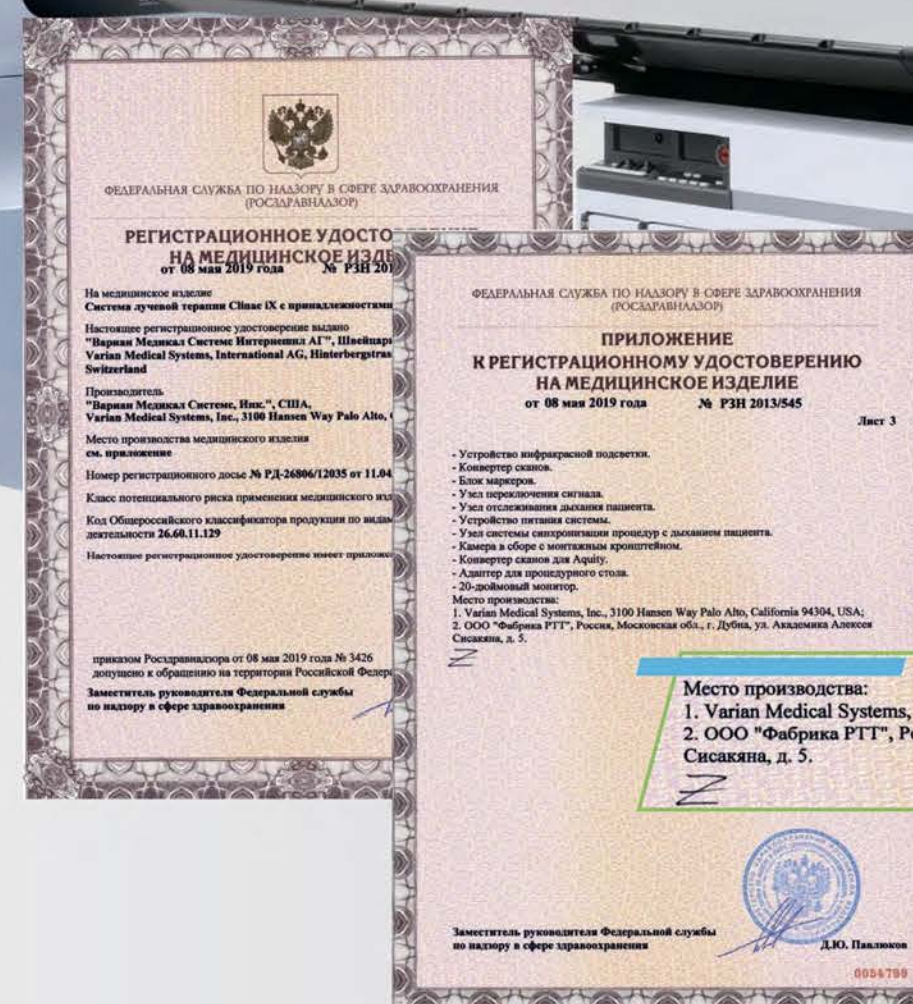 ФЕДЕРАЛЬНАЯ СЛУЖБА ПО НАДЗОРУ В СФЕРЕ ЗДРАВООХРАНЕНИЯ
(РОСЗДРАВНАДЗОР)
РЕГИСТРАЦИОННОЕ
НА МЕДИЦИНСКОЕ
от 08 мая 2019 года № РЗН
На медицинское изделие
Система лучевой терапии Clinac iX с принадлежностями
Настоящее регистрационное удостоверение выдано
"Вариан Медикал Системс Интернешнл АГ",
Varian Medical Systems, International AG,
Switzerland
Производитель
"Вариан Медикал Системс, Инк.", США,
Varian Medical Systems, Inc., 3100 Hansen Way Palo Alto,
Место производства медицинского изделия
см. приложение
Номер регистрационного досье № РД-26806/12035 от 11.04
Класс потенциального риска применения медицинского
Код Общероссийского классификатора продукции по видам
деятельности 26.60.11.129
Настоящее регистрационное удостоверение имеет
приказом Росздравнадзора от 08 мая 2019 года № 3426
допущено к обращению на территории Российской
Заместитель руководителя Федеральной службы
по надзору в сфере здравоохранения
ФЕДЕРАЛЬНАЯ СЛУЖБА ПО НАДЗОРУ В СФЕРЕ ЗДРАВООХРАНЕНИЯ
(РОСЗДРАВНАДЗОР)
ПРИЛОЖЕНИЕ
К РЕГИСТРАЦИОННОМУ УДОСТОВЕРЕНИЮ
НА МЕДИЦИНСКОЕ ИЗДЕЛИЕ
от 08 мая 2019 года № РЗН 2013/545
Лист 3
- Устройство инфракрасной подсветки.
- Конвертер сканов.
- Блок маркеров.
- Узел переключения сигнала.
- Узел отслеживания дыхания пациента.
- Устройство питания системы.
- Узел системы синхронизации процедур с дыханием пациента.
- Камера в сборе с монтажным кронштейном.
- Конвертер сканов для Aquity.
- Адаптер для процедурного стола.
- 20-дюймовый монитор.
Место производства:
1. Varian Medical Systems, Inc., 3100 Hansen Way Palo Alto, California 94304, USA;
2. ООО "Фабрика РТТ", Россия, Московская обл., г. Дубна, ул. Академика Алексея
Сисакяна, д. 5.
Место производства:
1. Varian Medical Systems,
2. ООО "Фабрика РТТ",
Сисакяна, д. 5.
Заместитель руководителя Федеральной службы
по надзору в сфере здравоохранения
Д.Ю. Павлюков
0054799